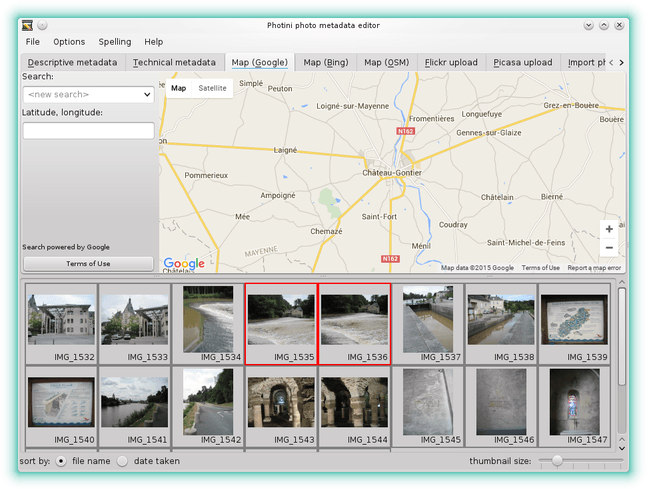 Photini photo metadata editor
File Options Spelling Help
Descriptive metadata Technical metadata Map (Google) Map (Bing) Map (OSM) Flickr upload Picasa upload Import ph
Search:
<new search>
Latitude, longitude:
Search powered by Google
Terms of Use
Map Satellite
Simplé
Peuton
Loigné-sur-Mayenne
Fromentières
Longuefuye
Grez-en-Bouère
Bouère
N162
Gennes-sur-Glaize
on
Laigné
Château-Gontier
Pommerieux
Ampoigné
Châtelain
Bierné
Mée
Saint-Fort
Coudray
Chemazé
Ménil
Saint-Michel-de-Feins
MAYENNE
N162
+
−
Google
Châtelais
Map data ©2015 Google Terms of Use Report a map error
IMG_1532 IMG_1533 IMG_1534 IMG_1535 IMG_1536 IMG_1537 IMG_1538 IMG_1539
IMG_1540 IMG_1541 IMG_1542 IMG_1543 IMG_1544 IMG_1545 IMG_1546 IMG_1547
sort by: file name date taken thumbnail size: